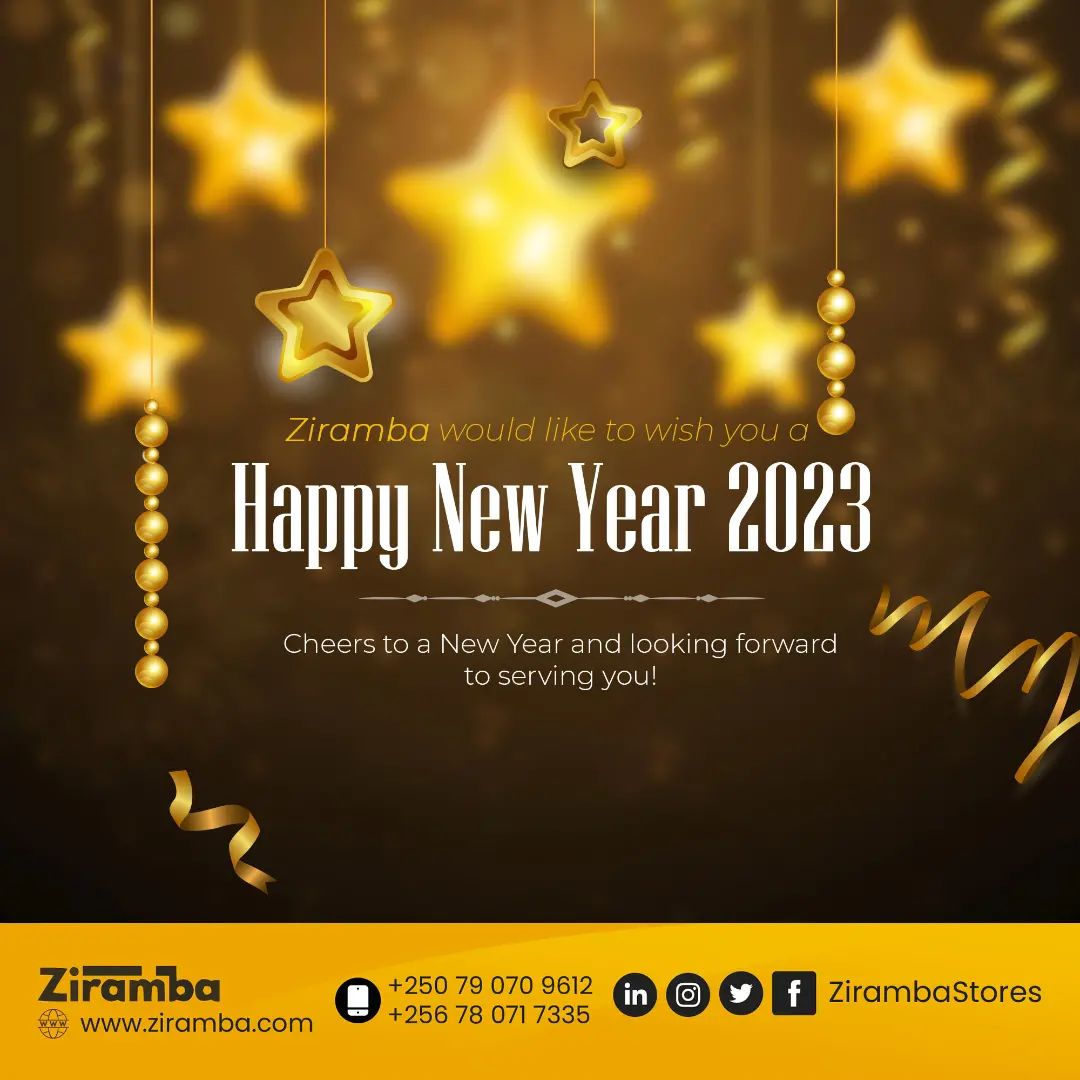 Ziramba would like to wish you a
Happy New Year 2023
Cheers to a New Year and looking forward
to serving you!
Ziramba
www www.ziramba.com
+250 79 070 9612
+256 78 071 7335
in f ZirambaStores